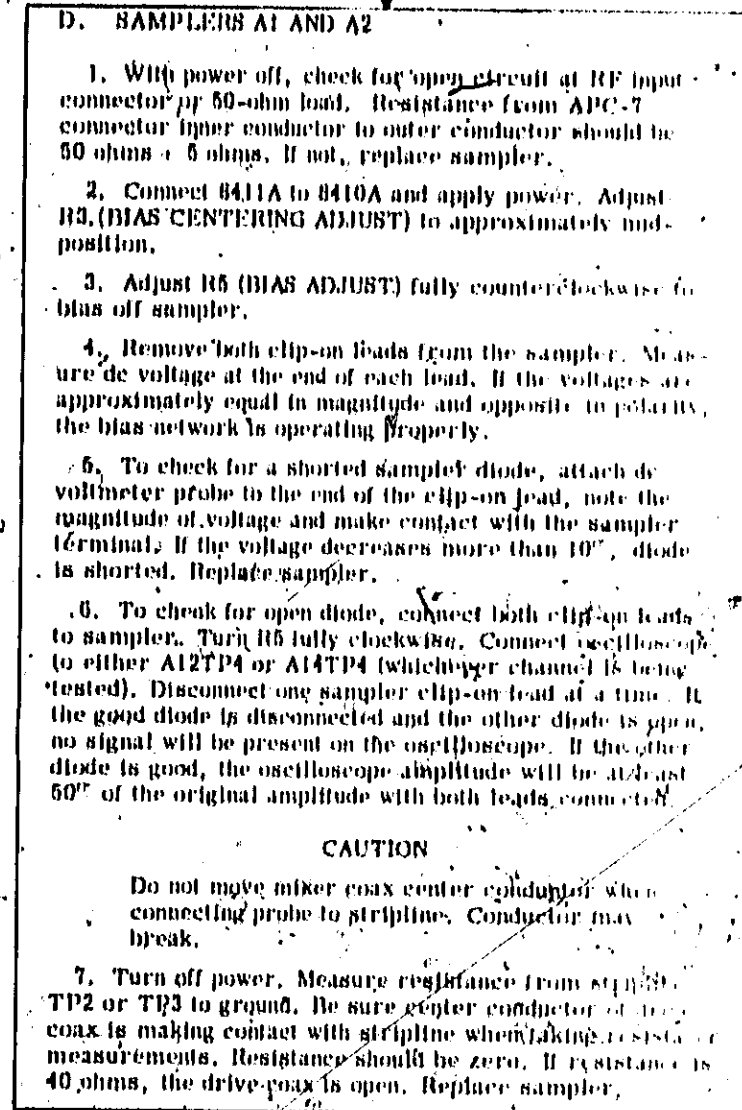 D. SAMPLERS A1 AND A2
1. With power off, check for open circuit at RF input
connector or 50-ohm load. Resistance from APC-7
connector inner conductor to outer conductor should be
50 ohms ± 5 ohms. If not, replace sampler.
2. Connect 8411A to 8410A and apply power. Adjust
R3 (BIAS CENTERING ADJUST) to approximately mid-
position.
3. Adjust R5 (BIAS ADJUST) fully counterclockwise to
bias off sampler.
4. Remove both clip-on leads from the sampler. Meas-
ure dc voltage at the end of each lead. If the voltages are
approximately equal in magnitude and opposite in polarity,
the bias network is operating properly.
5. To check for a shorted sampler diode, attach dc
voltmeter probe to the end of the clip-on lead, note the
magnitude of voltage and make contact with the sampler
terminal. If the voltage decreases more than 10%, diode
is shorted. Replace sampler.
6. To check for open diode, connect both clip-on leads
to sampler. Turn R5 fully clockwise. Connect oscilloscope
to either A12TP4 or A14TP4 (whichever channel is being
tested). Disconnect one sampler clip-on lead at a time. If
the good diode is disconnected and the other diode is open,
no signal will be present on the oscilloscope. If the other
diode is good, the oscilloscope amplitude will be at least
50% of the original amplitude with both leads connected.
CAUTION
Do not move mixer coax center conductor when
connecting probe to stripline. Conductor may
break.
7. Turn off power. Measure resistance from stripline
TP2 or TP3 to ground. Be sure center conductor of
coax is making contact with stripline when taking resistance
measurements. Resistance should be zero. If resistance is
40 ohms, the drive coax is open. Replace sampler.